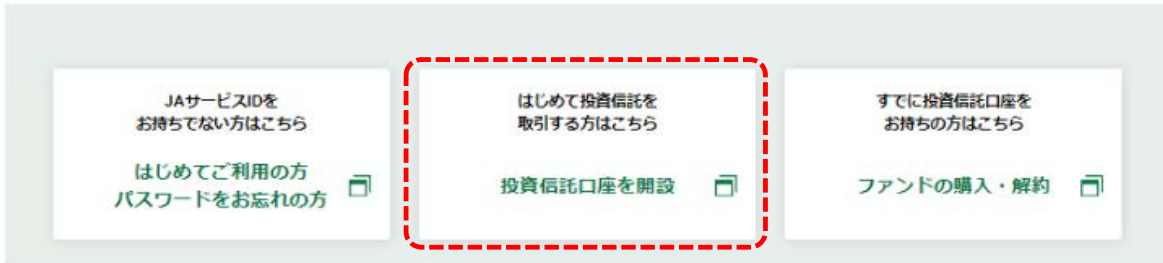 JAサービスIDを
お持ちでない方はこちら
はじめてご利用の方
パスワードをお忘れの方
はじめて投資信託を
取引する方はこちら
投資信託口座を開設
すでに投資信託口座を
お持ちの方はこちら
ファンドの購入・解約